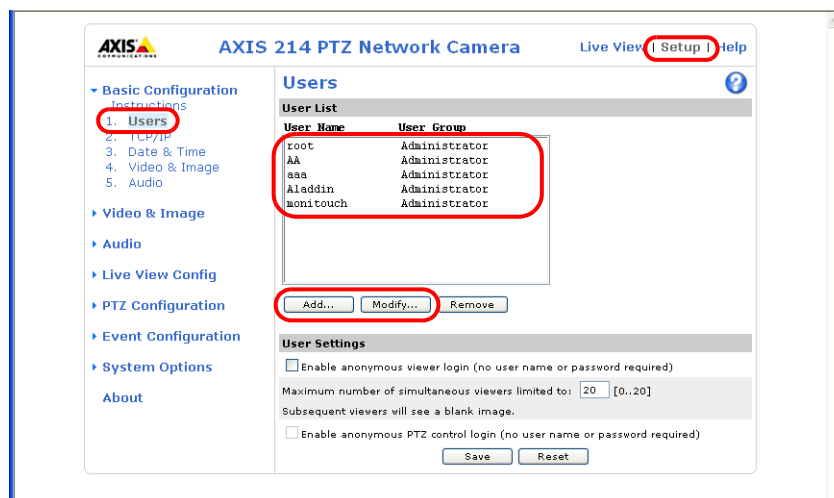 AXIS
COMMUNICATIONS
AXIS 214 PTZ Network Camera
Live View | Setup | Help
Basic Configuration
Instructions
1. Users
2. TCP/IP
3. Date & Time
4. Video & Image
5. Audio
Video & Image
Audio
Live View Config
PTZ Configuration
Event Configuration
System Options
About
Users
?
User List
User Name User Group
root Administrator
AA Administrator
aaa Administrator
Aladdin Administrator
monitouch Administrator
Add... Modify... Remove
User Settings
Enable anonymous viewer login (no user name or password required)
Maximum number of simultaneous viewers limited to: 20 [0..20]
Subsequent viewers will see a blank image.
Enable anonymous PTZ control login (no user name or password required)
Save Reset